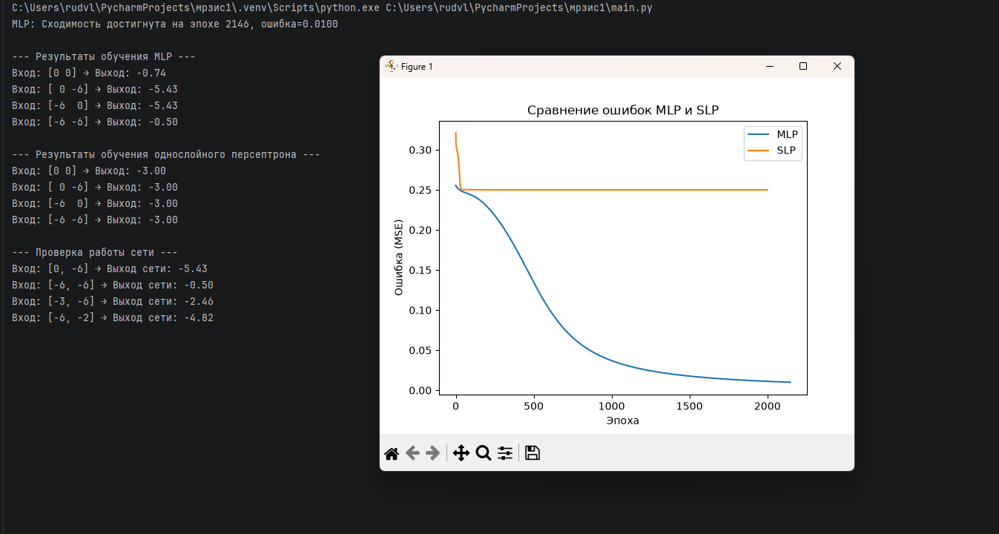 C:\Users\rudvl\PycharmProjects\мрзис1\.venv\Scripts\python.exe C:\Users\rudvl\PycharmProjects\мрзис1\main.py
MLP: Сходимость достигнута на эпохе 2146, ошибка=0.0100
--- Результаты обучения MLP ---
Вход: [0 0] → Выход: -0.74
Вход: [ 0 -6] → Выход: -5.43
Вход: [-6  0] → Выход: -5.43
Вход: [-6 -6] → Выход: -0.50
--- Результаты обучения однослойного персептрона ---
Вход: [0 0] → Выход: -3.00
Вход: [ 0 -6] → Выход: -3.00
Вход: [-6  0] → Выход: -3.00
Вход: [-6 -6] → Выход: -3.00
--- Проверка работы сети ---
Вход: [0, -6] → Выход сети: -5.43
Вход: [-6, -6] → Выход сети: -0.50
Вход: [-3, -6] → Выход сети: -2.46
Вход: [-6, -2] → Выход сети: -4.82
Figure 1
Сравнение ошибок MLP и SLP
MLP
SLP
Ошибка (MSE)
0.30
0.25
0.20
0.15
0.10
0.05
0.00
0 500 1000 1500 2000
Эпоха